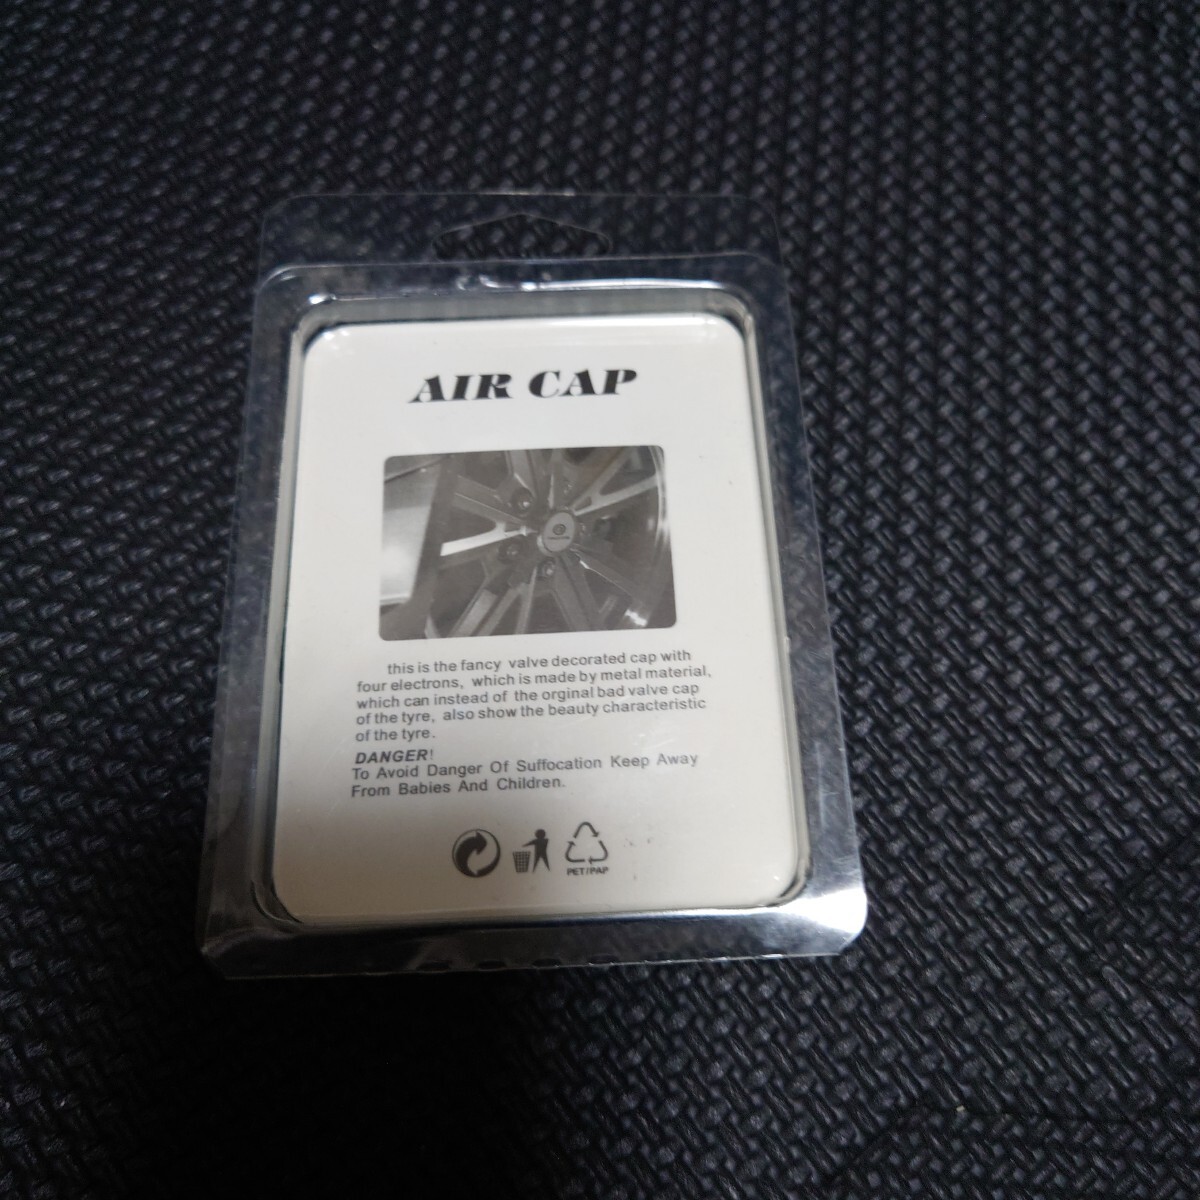 AIR CAP
this is the fancy valve decorated cap with
four electrons, which is made by metal material,
which can instead of the orginal bad valve cap
of the tyre, also show the beauty characteristic
of the tyre.
DANGER!
To Avoid Danger Of Suffocation Keep Away
From Babies And Children.
PET/PAP